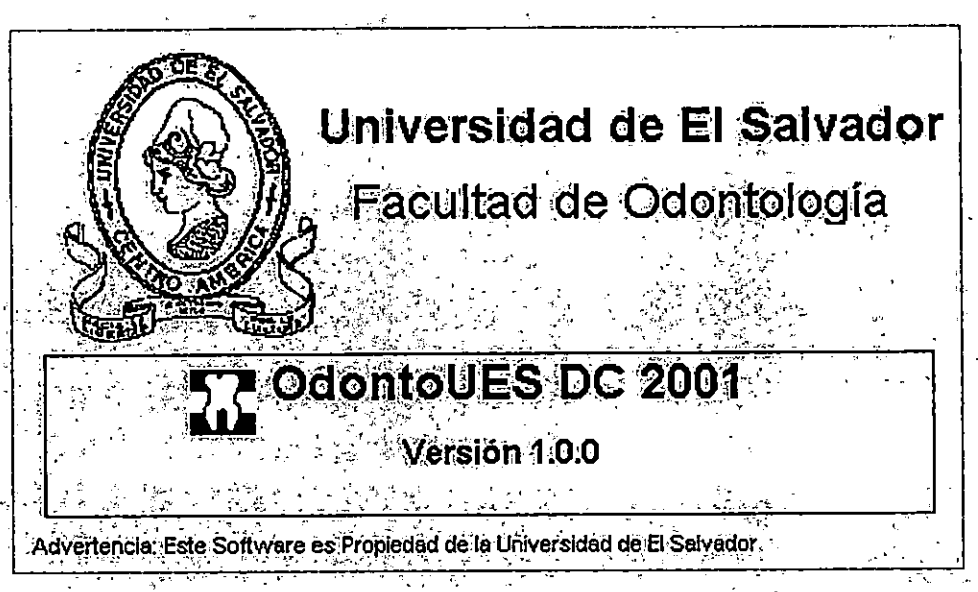 UNIVERSIDAD DE EL SALVADOR
CENTRO AMERICA
Universidad de El Salvador
Facultad de Odontología
OdontoUES DC 2001
Versión 1.0.0
Advertencia: Este Software es Propiedad de la Universidad de El Salvador.